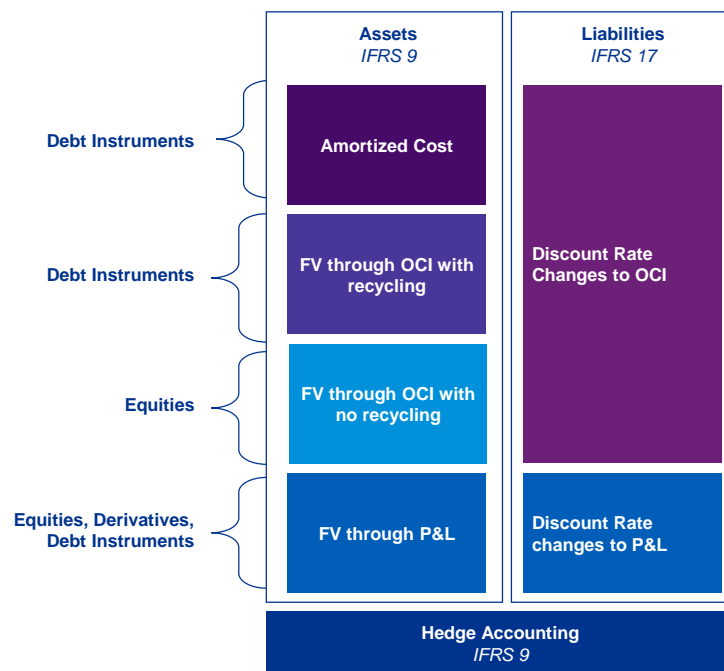 Assets
IFRS 9
Liabilities
IFRS 17
Debt Instruments
Amortized Cost
Debt Instruments
FV through OCI with
recycling
Discount Rate
Changes to OCI
Equities
FV through OCI with
no recycling
Equities, Derivatives,
Debt Instruments
FV through P&L
Discount Rate
changes to P&L
Hedge Accounting
IFRS 9